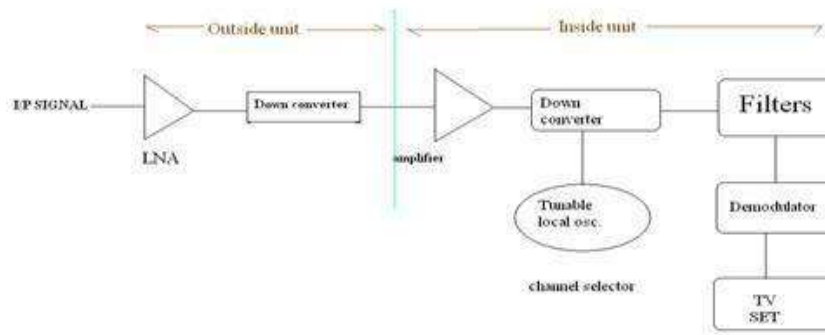 Outside unit
Inside unit
I/P SIGNAL
LNA
Down converter
amplifier
Down
converter
Filters
Tunable
local osc.
channel selector
Demodulator
TV
SET